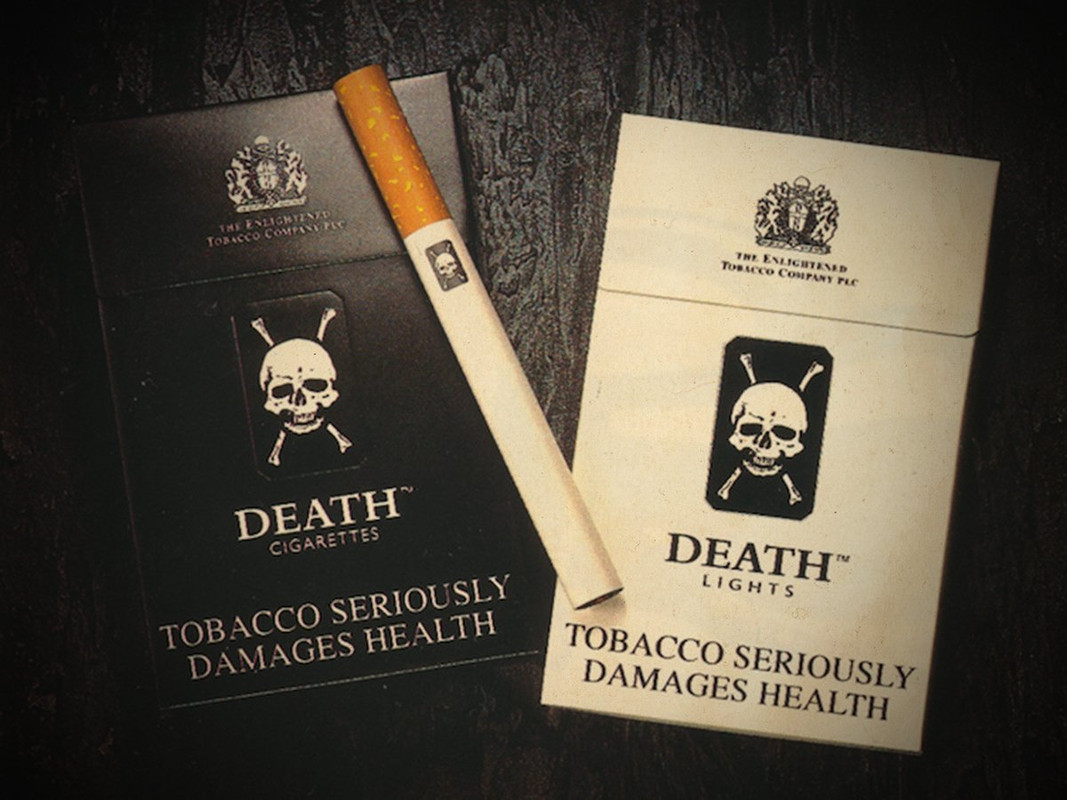 THE ENLIGHTENED
TOBACCO COMPANY PLC
DEATH™
CIGARETTES
TOBACCO SERIOUSLY
DAMAGES HEALTH
THE ENLIGHTENED
TOBACCO COMPANY PLC
DEATH™
LIGHTS
TOBACCO SERIOUSLY
DAMAGES HEALTH